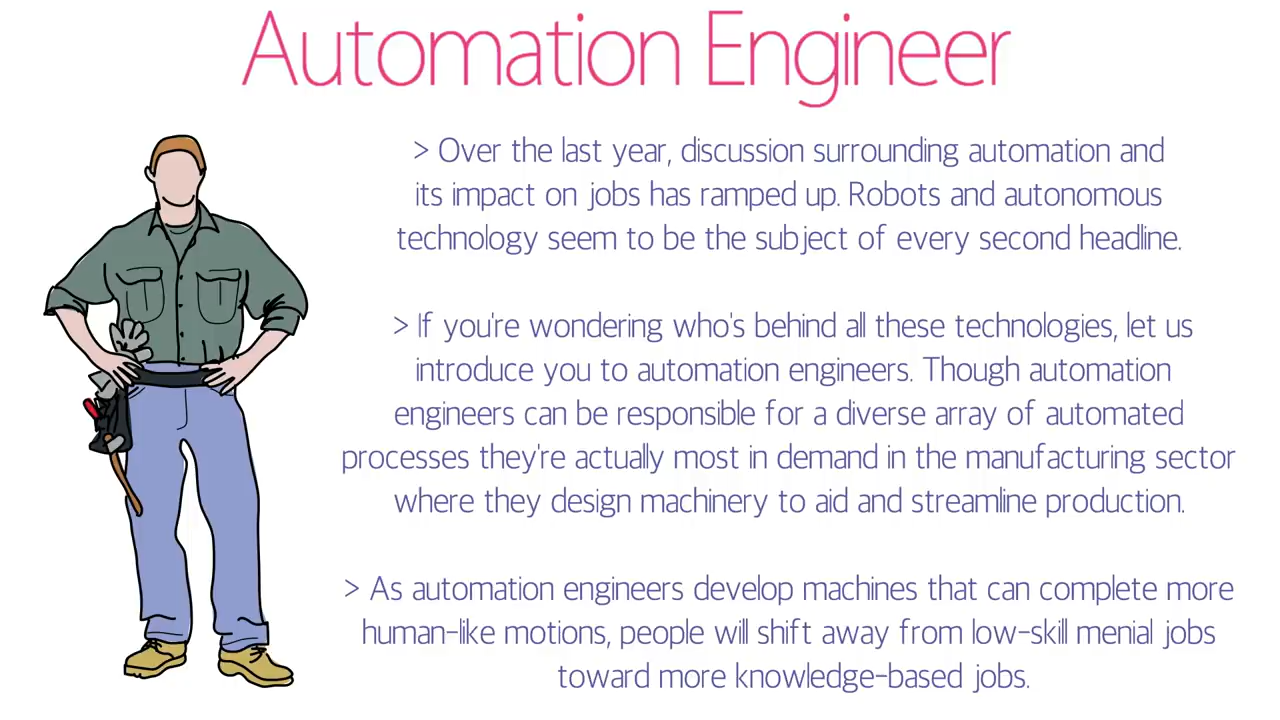 Automation Engineer
> Over the last year, discussion surrounding automation and
its impact on jobs has ramped up. Robots and autonomous
technology seem to be the subject of every second headline.
> If you're wondering who's behind all these technologies, let us
introduce you to automation engineers. Though automation
engineers can be responsible for a diverse array of automated
processes they're actually most in demand in the manufacturing sector
where they design machinery to aid and streamline production.
> As automation engineers develop machines that can complete more
human-like motions, people will shift away from low-skill menial jobs
toward more knowledge-based jobs.